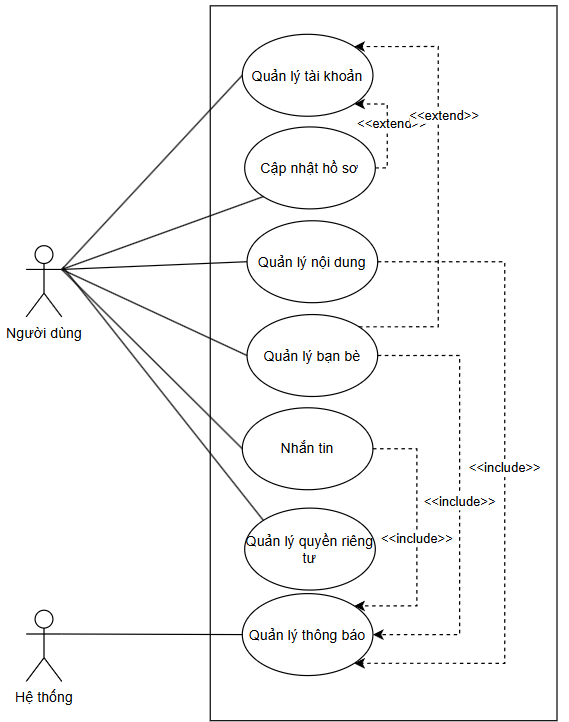 Quản lý tài khoản
<<extend>>
<<extend>>
Cập nhật hồ sơ
Quản lý nội dung
Người dùng
Quản lý bạn bè
Nhắn tin
<<include>>
<<include>>
<<include>>
Quản lý quyền riêng
tư
Quản lý thông báo
Hệ thống